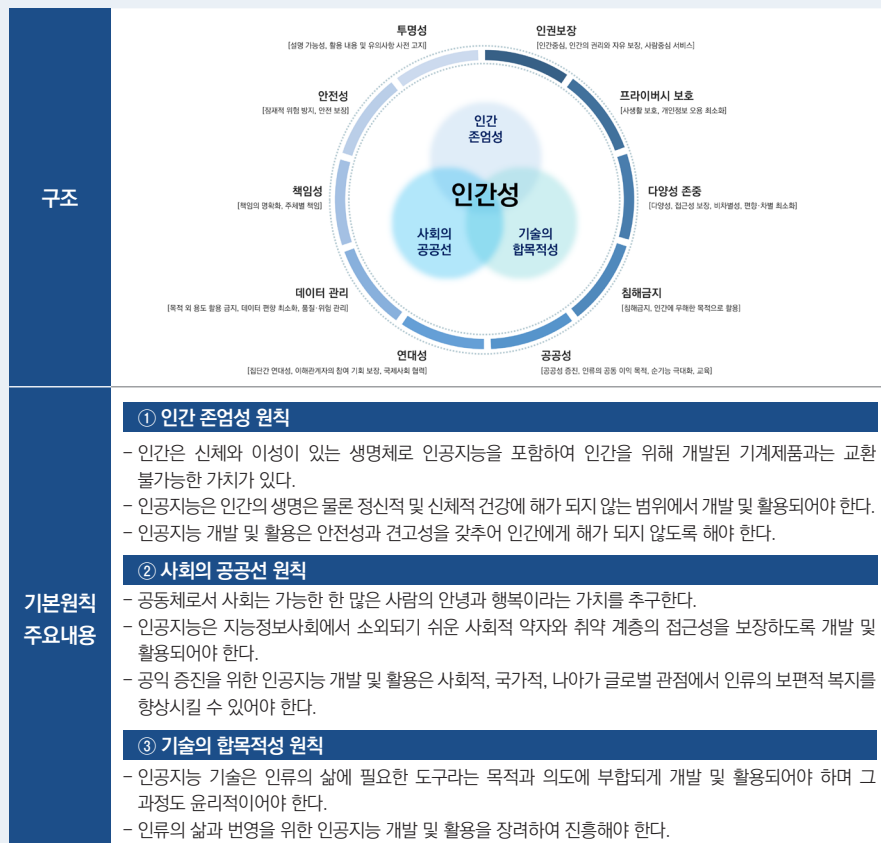 구조
투명성
[설명 가능성, 활용 내용 및 유의사항 사전 고지]
인권보장
[인간중심, 인간의 권리와 자유 보장, 사람중심 서비스]
안전성
[잠재적 위험 방지, 안전 보장]
프라이버시 보호
[사생활 보호, 개인정보 오용 최소화]
인간
존엄성
책임성
[책임의 명확화, 주체별 책임]
인간성
다양성 존중
[다양성, 접근성 보장, 비차별성, 편향·차별 최소화]
사회의
공공선
기술의
합목적성
데이터 관리
[목적 외 용도 활용 금지, 데이터 편향 최소화, 품질·위험 관리]
침해금지
[침해금지, 인간에 무해한 목적으로 활용]
연대성
[집단간 연대성, 이해관계자의 참여 기회 보장, 국제사회 협력]
공공성
[공공성 증진, 인류의 공동 이익 목적, 순기능 극대화, 교육]
기본원칙
주요내용
① 인간 존엄성 원칙
- 인간은 신체와 이성이 있는 생명체로 인공지능을 포함하여 인간을 위해 개발된 기계제품과는 교환
불가능한 가치가 있다.
- 인공지능은 인간의 생명은 물론 정신적 및 신체적 건강에 해가 되지 않는 범위에서 개발 및 활용되어야 한다.
- 인공지능 개발 및 활용은 안전성과 견고성을 갖추어 인간에게 해가 되지 않도록 해야 한다.
② 사회의 공공선 원칙
- 공동체로서 사회는 가능한 한 많은 사람의 안녕과 행복이라는 가치를 추구한다.
- 인공지능은 지능정보사회에서 소외되기 쉬운 사회적 약자와 취약 계층의 접근성을 보장하도록 개발 및
활용되어야 한다.
- 공익 증진을 위한 인공지능 개발 및 활용은 사회적, 국가적, 나아가 글로벌 관점에서 인류의 보편적 복지를
향상시킬 수 있어야 한다.
③ 기술의 합목적성 원칙
- 인공지능 기술은 인류의 삶에 필요한 도구라는 목적과 의도에 부합되게 개발 및 활용되어야 하며 그
과정도 윤리적이어야 한다.
- 인류의 삶과 번영을 위한 인공지능 개발 및 활용을 장려하여 진흥해야 한다.